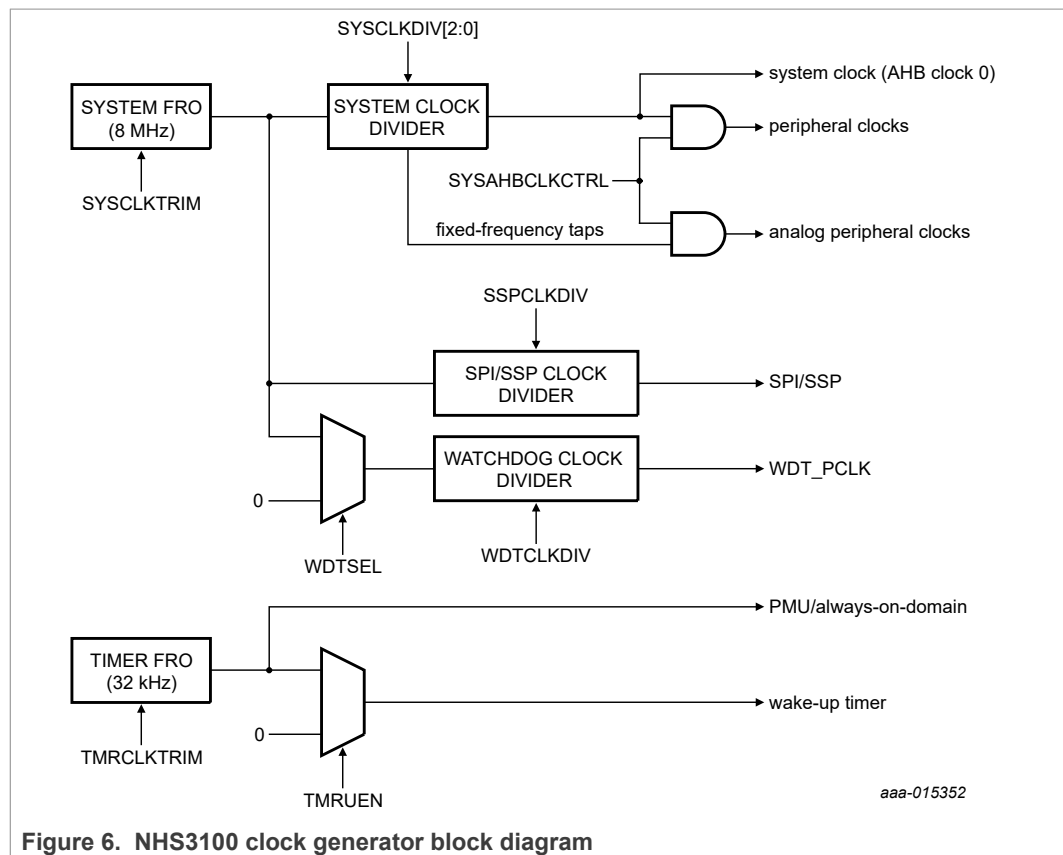 SYSCLKDIV[2:0]
SYSTEM FRO
(8 MHz)
SYSTEM CLOCK
DIVIDER
system clock (AHB clock 0)
peripheral clocks
SYSCLKTRIM
SYSAHBCLKCTRL
fixed-frequency taps
analog peripheral clocks
SSPCLKDIV
SPI/SSP CLOCK
DIVIDER
SPI/SSP
WATCHDOG CLOCK
DIVIDER
WDT_PCLK
0
WDTSEL
WDTCLKDIV
PMU/always-on-domain
TIMER FRO
(32 kHz)
wake-up timer
0
TMRCLKTRIM
TMRUEN
aaa-015352
Figure 6. NHS3100 clock generator block diagram